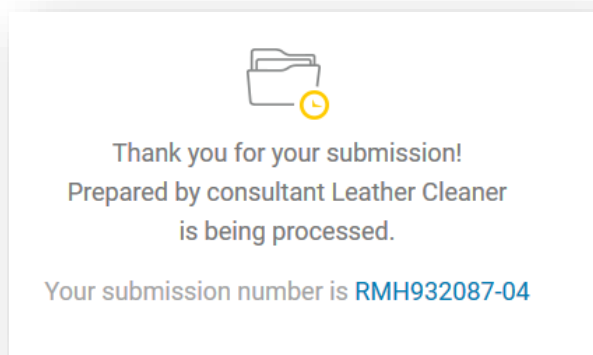 Thank you for your submission!
Prepared by consultant Leather Cleaner
is being processed.
Your submission number is RMH932087-04